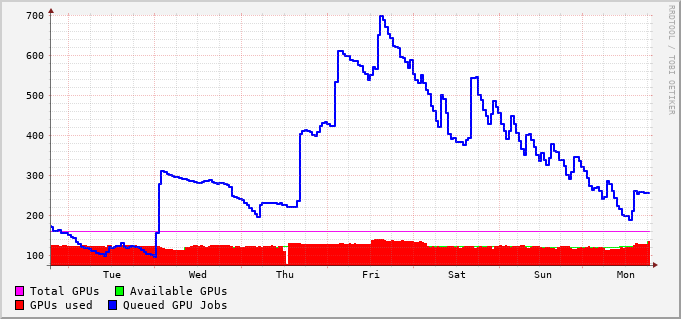 700
600
500
400
300
200
100
Tue Wed Thu Fri Sat Sun Mon
Total GPUs Available GPUs
GPUs used Queued GPU Jobs
RRDTOOL / TOBI OETIKER